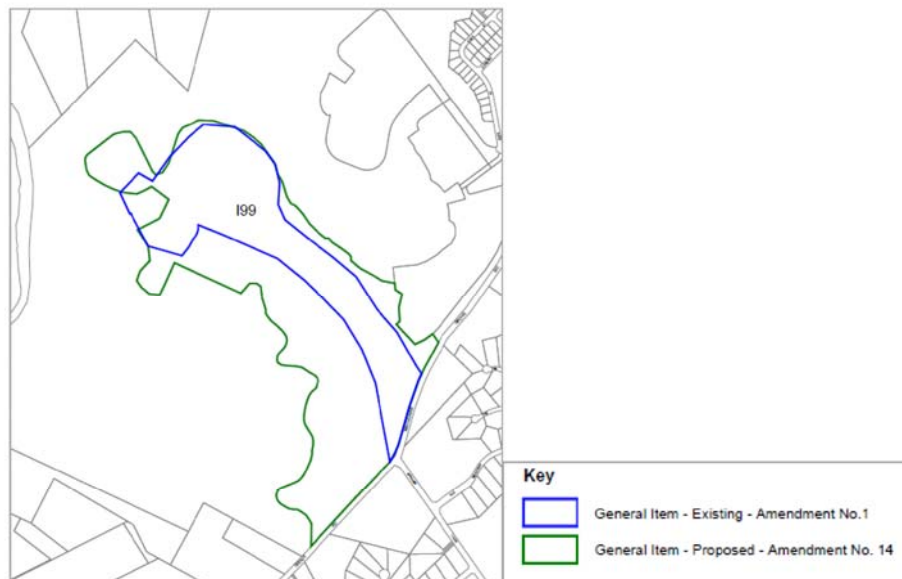 I99
Key
General Item - Existing - Amendment No.1
General Item - Proposed - Amendment No. 14